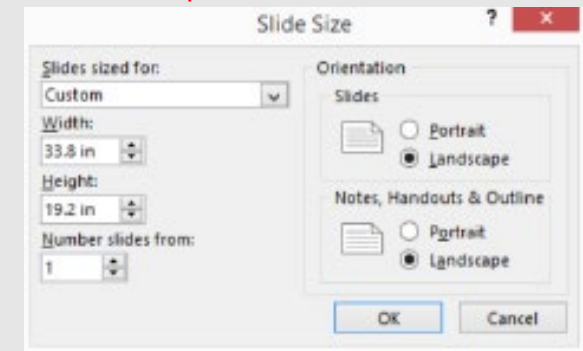 Slide Size ? ×
Slides sized for:
Custom
Width:
33.8 in
Height:
19.2 in
Number slides from:
1
Orientation
Slides
Portrait
Landscape
Notes, Handouts & Outline
Portrait
Landscape
OK Cancel